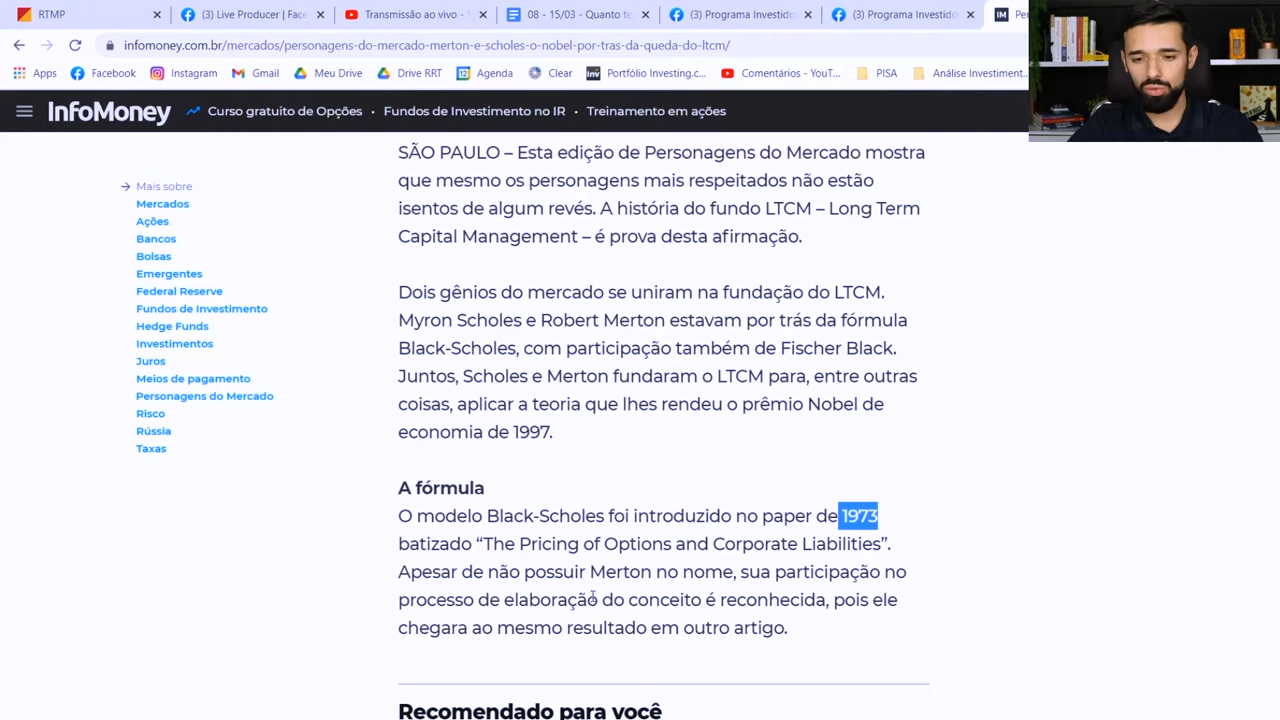 RTMP
(3) Live Producer | Face
Transmissão ao vivo - Y
08 - 15/03 - Quanto te
(3) Programa Investido
(3) Programa Investido
infomoney.com.br/mercados/personagens-do-mercado-merton-e-scholes-o-nobel-por-tras-da-queda-do-ltcm/
Apps
Facebook
Instagram
Gmail
Meu Drive
Drive RRT
Agenda
Clear
Portfólio Investing.c...
Comentários - YouT...
PISA
Análise Investiment...
InfoMoney
Curso gratuito de Opções • Fundos de Investimento no IR • Treinamento em ações
Mais sobre
Mercados
Ações
Bancos
Bolsas
Emergentes
Federal Reserve
Fundos de Investimento
Hedge Funds
Investimentos
Juros
Meios de pagamento
Personagens do Mercado
Risco
Rússia
Taxas
SÃO PAULO – Esta edição de Personagens do Mercado mostra
que mesmo os personagens mais respeitados não estão
isentos de algum revés. A história do fundo LTCM – Long Term
Capital Management – é prova desta afirmação.
Dois gênios do mercado se uniram na fundação do LTCM.
Myron Scholes e Robert Merton estavam por trás da fórmula
Black-Scholes, com participação também de Fischer Black.
Juntos, Scholes e Merton fundaram o LTCM para, entre outras
coisas, aplicar a teoria que lhes rendeu o prêmio Nobel de
economia de 1997.
A fórmula
O modelo Black-Scholes foi introduzido no paper de 1973
batizado “The Pricing of Options and Corporate Liabilities”.
Apesar de não possuir Merton no nome, sua participação no
processo de elaboração do conceito é reconhecida, pois ele
chegara ao mesmo resultado em outro artigo.
Recomendado para você